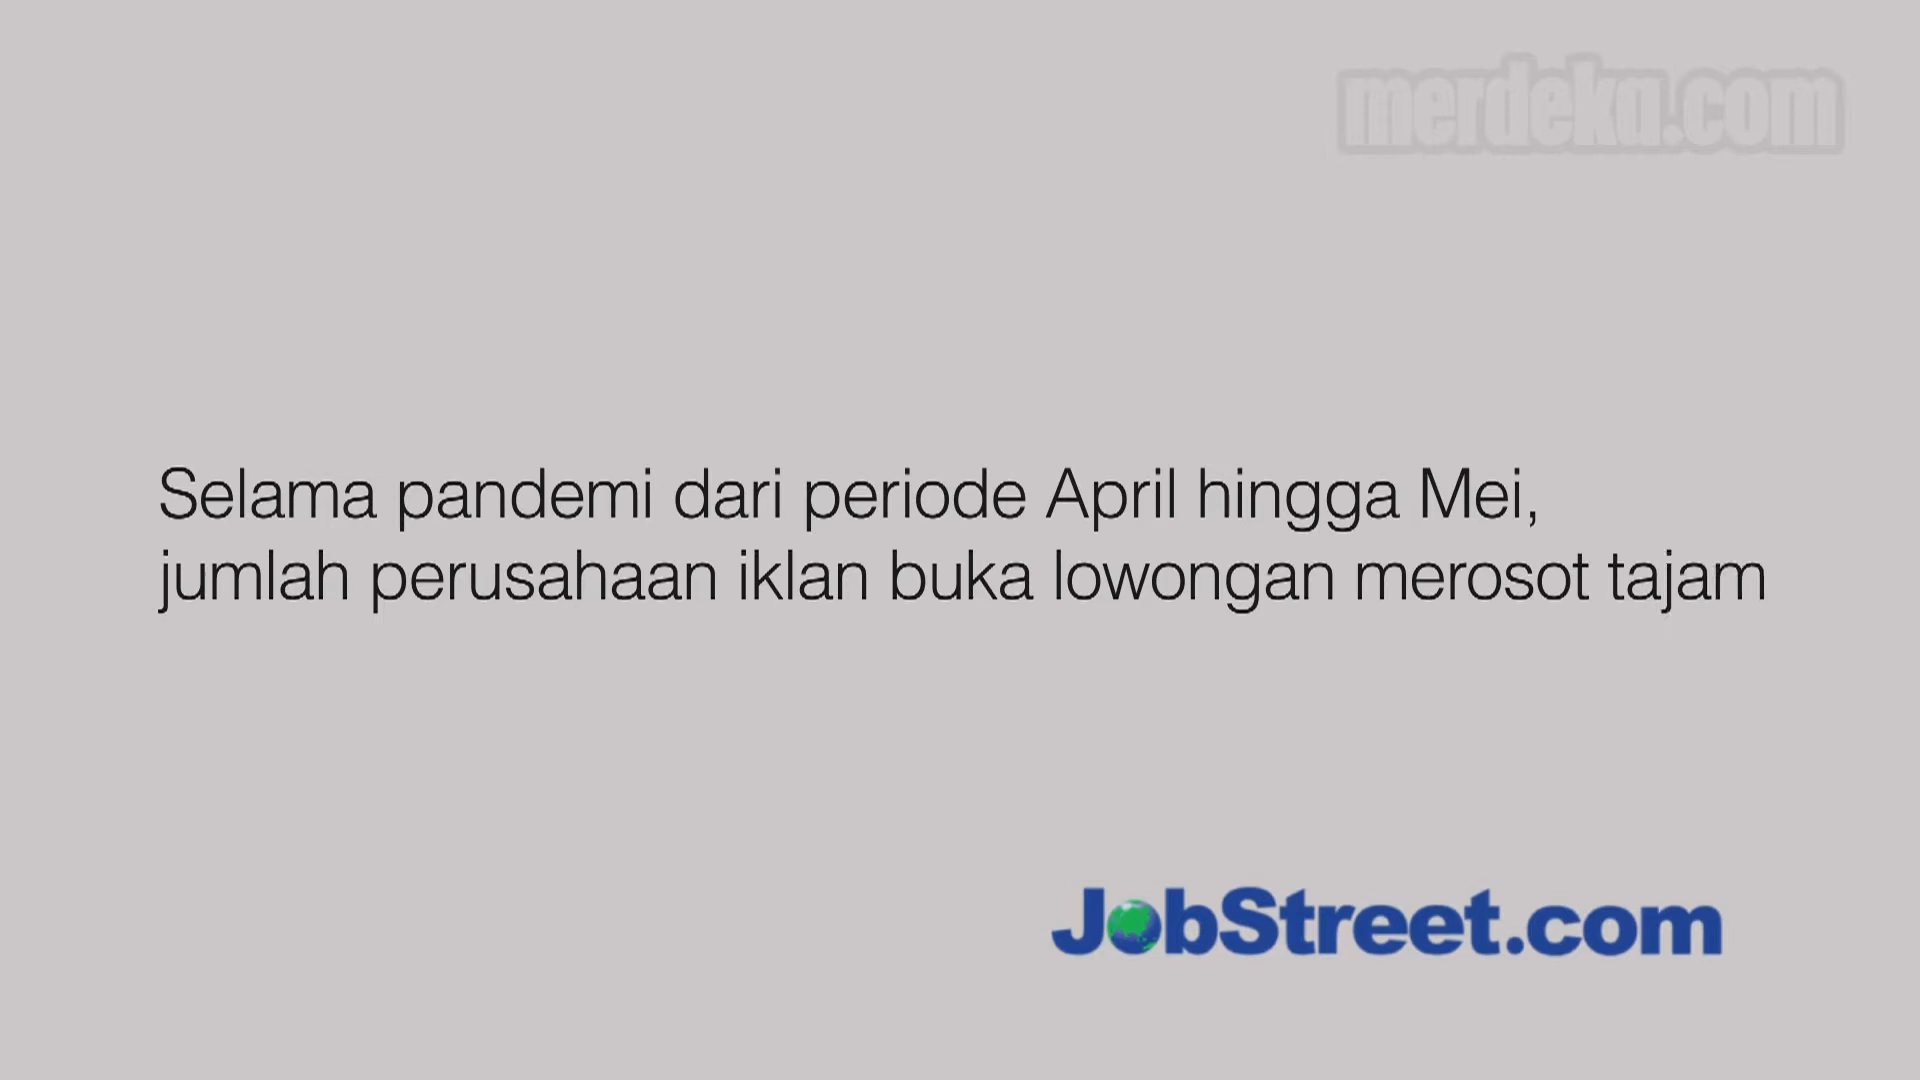 merdeka.com
Selama pandemi dari periode April hingga Mei,
jumlah perusahaan iklan buka lowongan merosot tajam
JobStreet.com